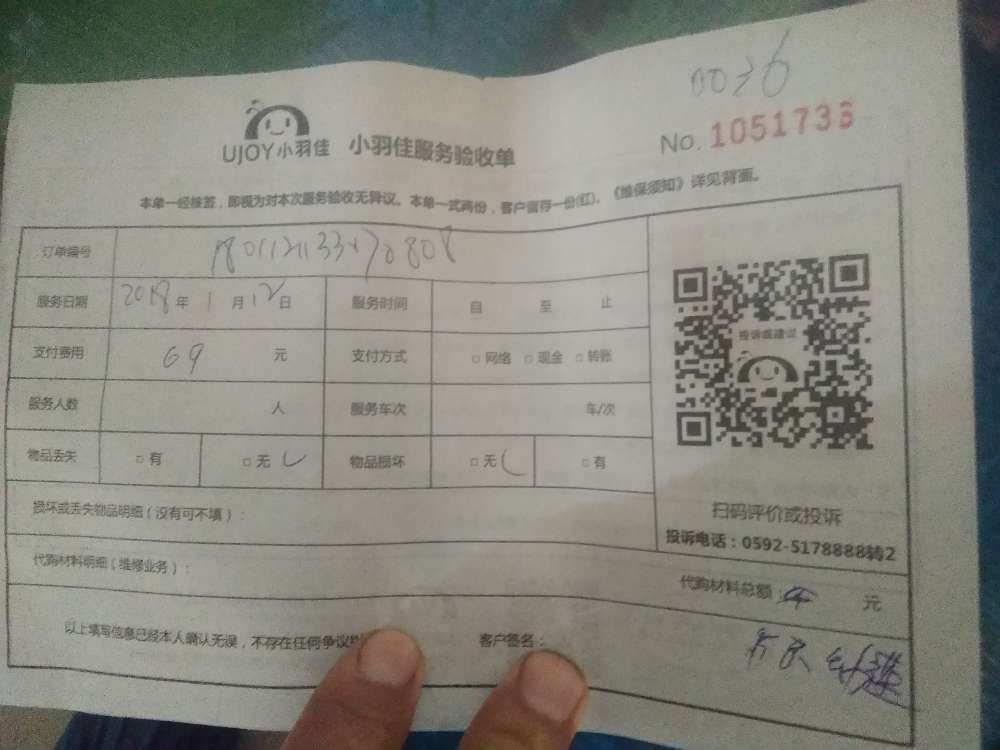 0036
UJOY小羽佳 小羽佳服务验收单
No. 1051733
本单一经签签，即视为对本次服务验收无异议。本单一式两份，客户留存一份(红)。《维保须知》详见背面。
订单编号
服务日期 2018年 1月12日 服务时间 自 至 止
支付费用 69 元 支付方式 □ 网络 □ 现金 □ 转账
服务人数 人 服务车次 车/次
物品丢失 □ 有 □ 无 物品损坏 □ 无 □ 有
投诉或建议
扫码评价或投诉
投诉电话：0592-5178888转2
损坏或丢失物品明细（没有可不填）：
代购材料明细（维修业务）：
代购材料总额： 元
以上填写信息已经本人确认无误，不存在任何争议 客户签名：